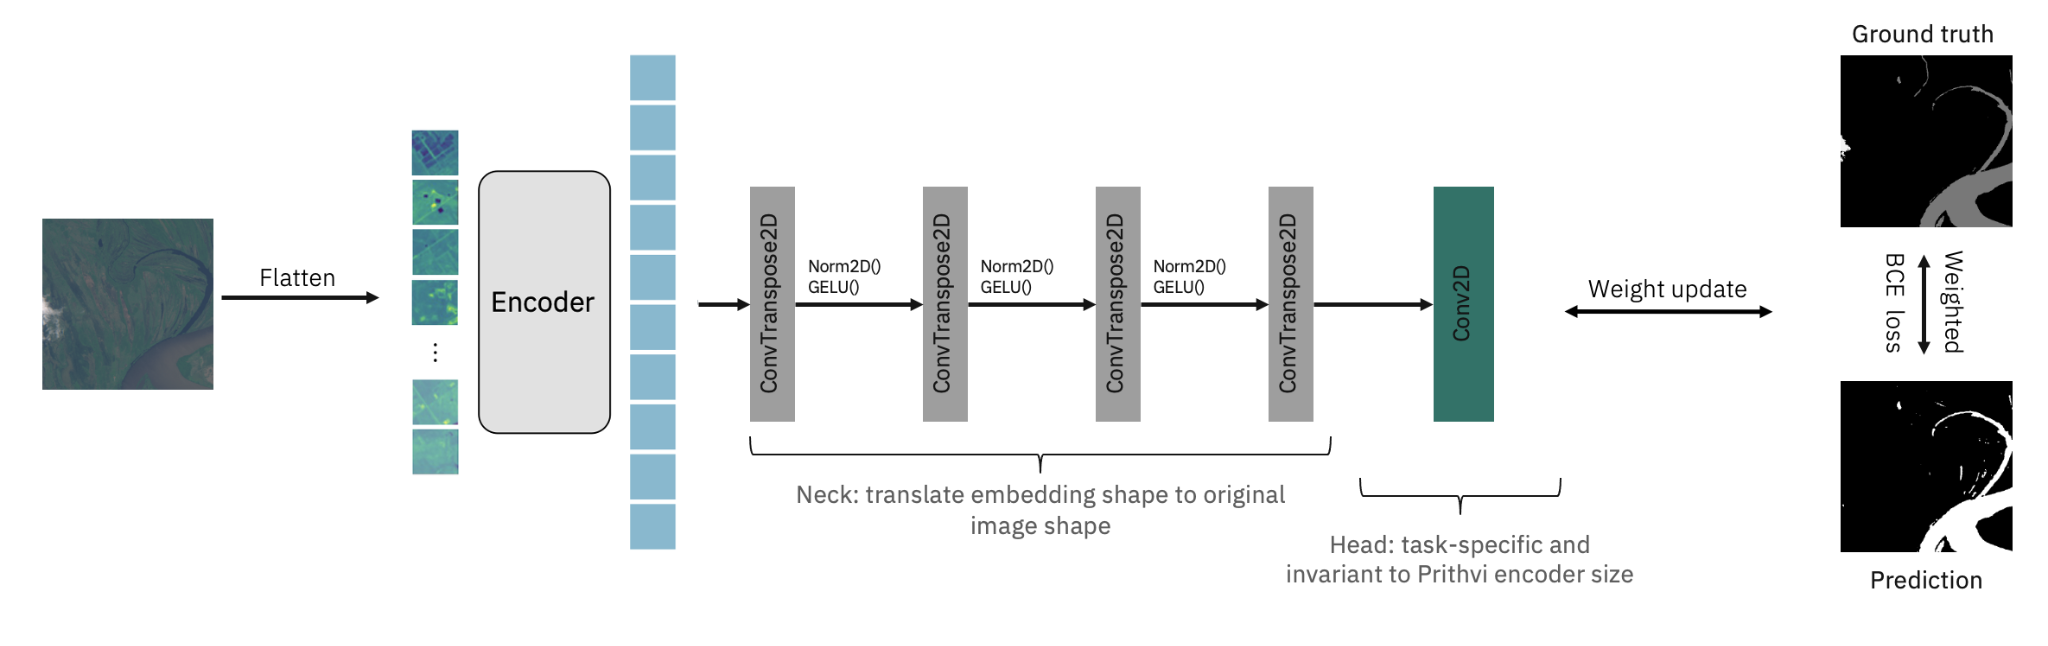 Flatten
⋮
Encoder
ConvTranspose2D
Norm2D()
GELU()
ConvTranspose2D
Norm2D()
GELU()
ConvTranspose2D
Norm2D()
GELU()
ConvTranspose2D
Conv2D
Neck: translate embedding shape to original
image shape
Head: task-specific and
invariant to Prithvi encoder size
Weight update
Ground truth
Weighted
BCE loss
Prediction